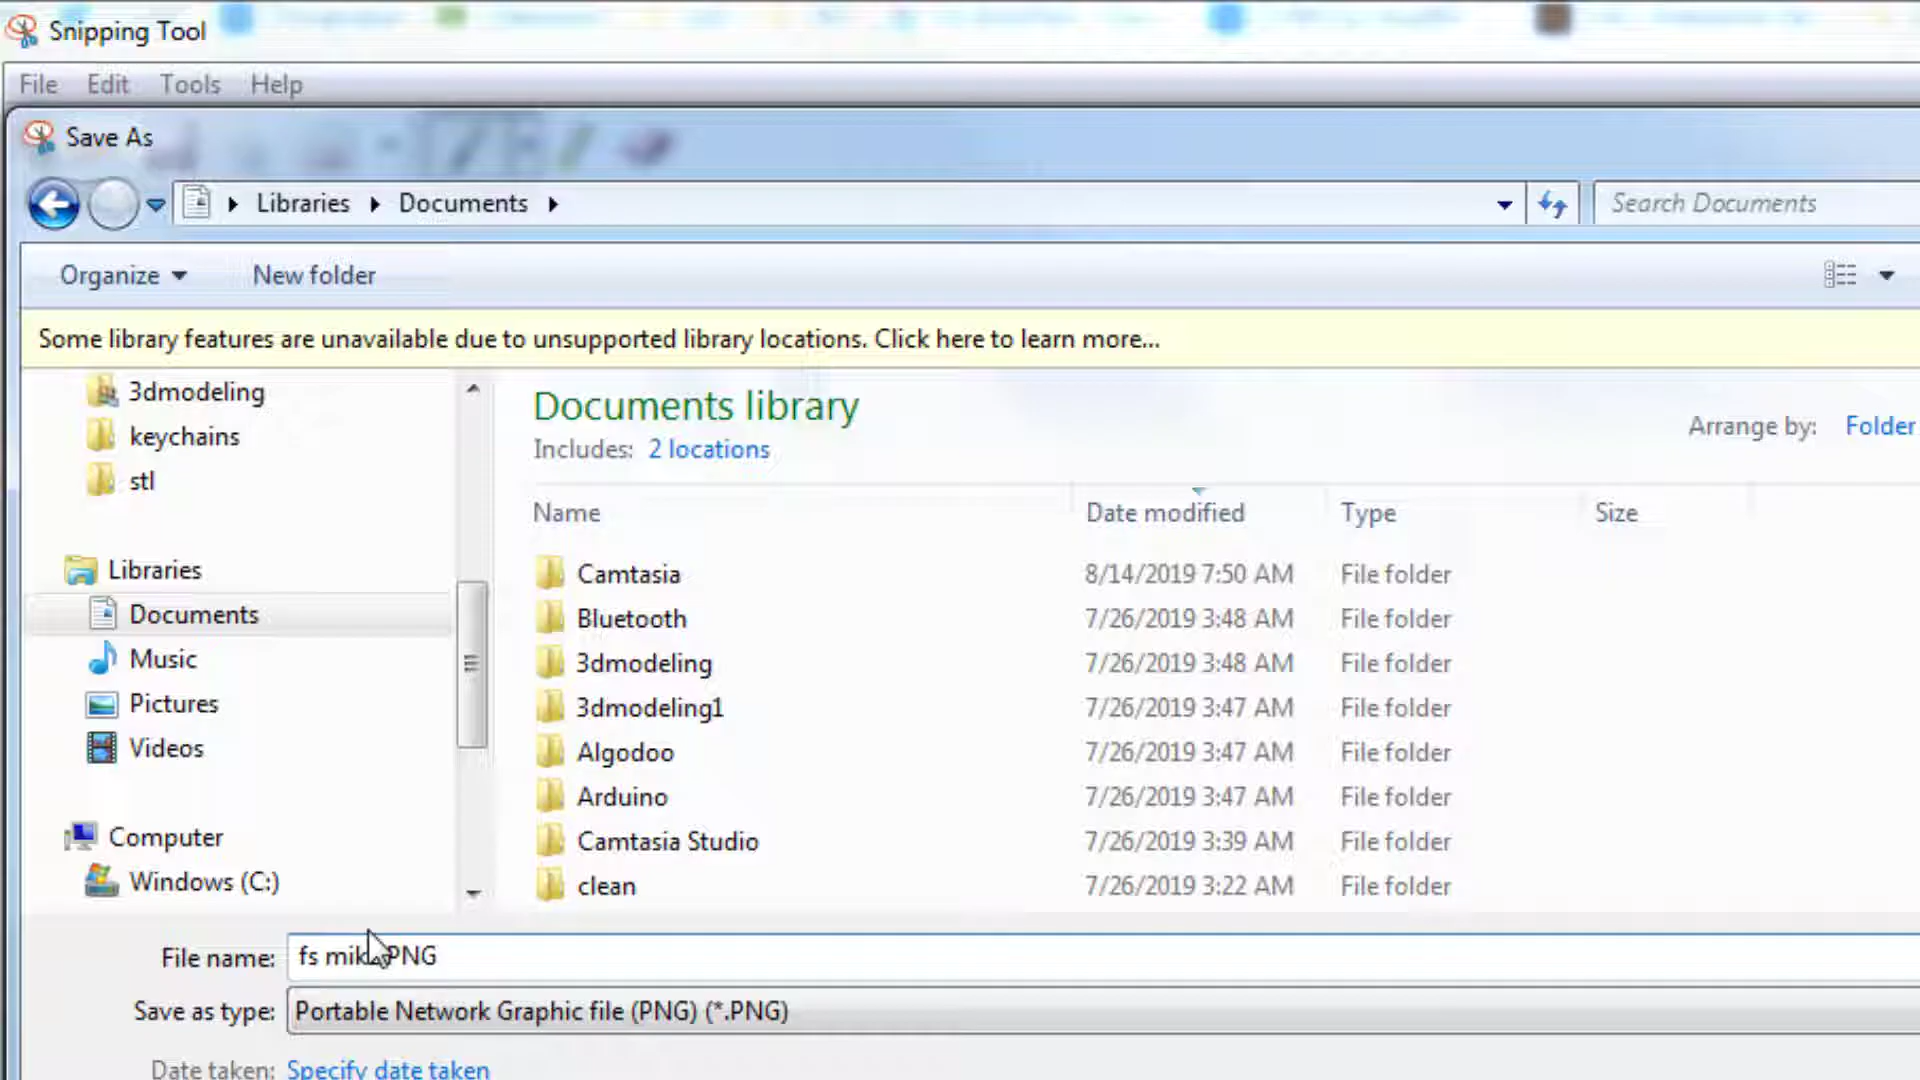 Snipping Tool
File Edit Tools Help
Save As
Libraries Documents
Search Documents
Organize New folder
Some library features are unavailable due to unsupported library locations. Click here to learn more...
3dmodeling
keychains
stl
Libraries
Documents
Music
Pictures
Videos
Computer
Windows (C:)
Documents library
Includes: 2 locations
Arrange by: Folder
Name Date modified Type Size
Camtasia 8/14/2019 7:50 AM File folder
Bluetooth 7/26/2019 3:48 AM File folder
3dmodeling 7/26/2019 3:48 AM File folder
3dmodeling1 7/26/2019 3:47 AM File folder
Algodoo 7/26/2019 3:47 AM File folder
Arduino 7/26/2019 3:47 AM File folder
Camtasia Studio 7/26/2019 3:39 AM File folder
clean 7/26/2019 3:22 AM File folder
File name: fs PNG
Save as type: Portable Network Graphic file (PNG) (*.PNG)
Date taken: Specify date taken